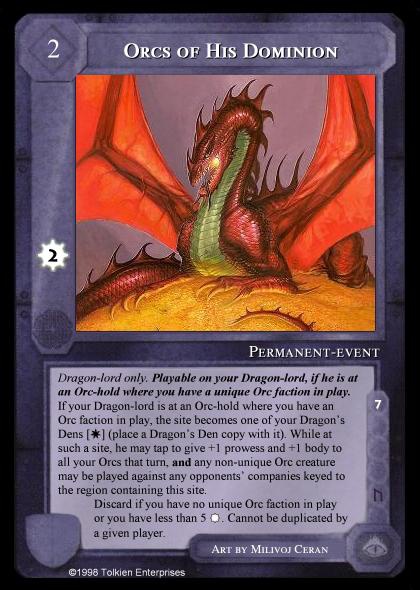 2
ORCS OF HIS DOMINION
2
PERMANENT-EVENT
Dragon-lord only. Playable on your Dragon-lord, if he is at
an Orc-hold where you have a unique Orc faction in play.
If your Dragon-lord is at an Orc-hold where you have an
Orc faction in play, the site becomes one of your Dragon's
Dens [✷] (place a Dragon's Den copy with it). While at
such a site, he may tap to give +1 prowess and +1 body to
all your Orcs that turn, and any non-unique Orc creature
may be played against any opponents' companies keyed to
the region containing this site.
Discard if you have no unique Orc faction in play
or you have less than 5 . Cannot be duplicated by
a given player.
7
ART BY MILIVOJ CERAN
©1998 Tolkien Enterprises